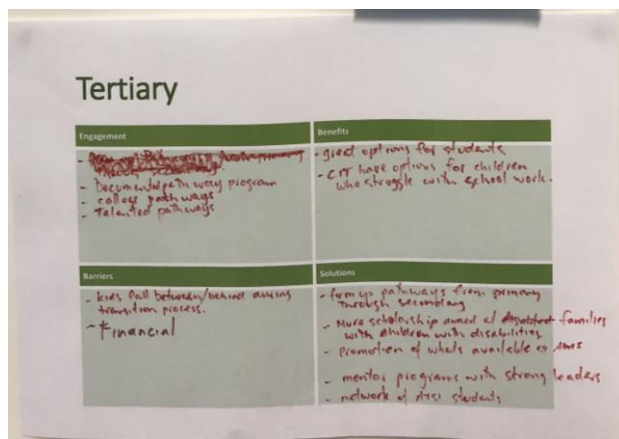 Tertiary
Engagement
- Documented pathway program
- college pathways
- Talented pathways
Benefits
- great options for students
- CIT have options for children
who struggle with school work.
Barriers
- kids fall between/behind during
transition process.
- Financial
Solutions
- firm up pathways from primary
through secondary
- More scholarship aimed at families
with children with disabilities
- promotion of whats available
- mentor programs with strong leaders
- network of ATSI students